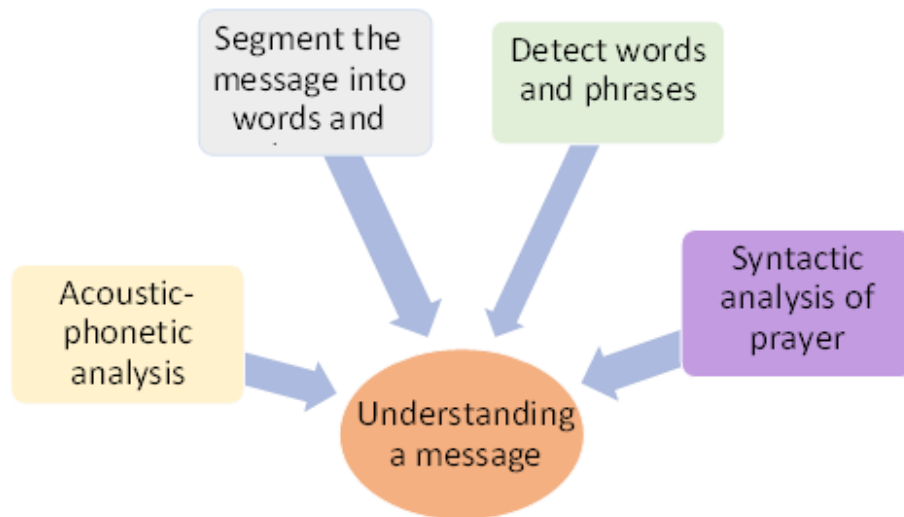 Segment the
message into
words and
Detect words
and phrases
Acoustic-
phonetic
analysis
Syntactic
analysis of
prayer
Understanding
a message